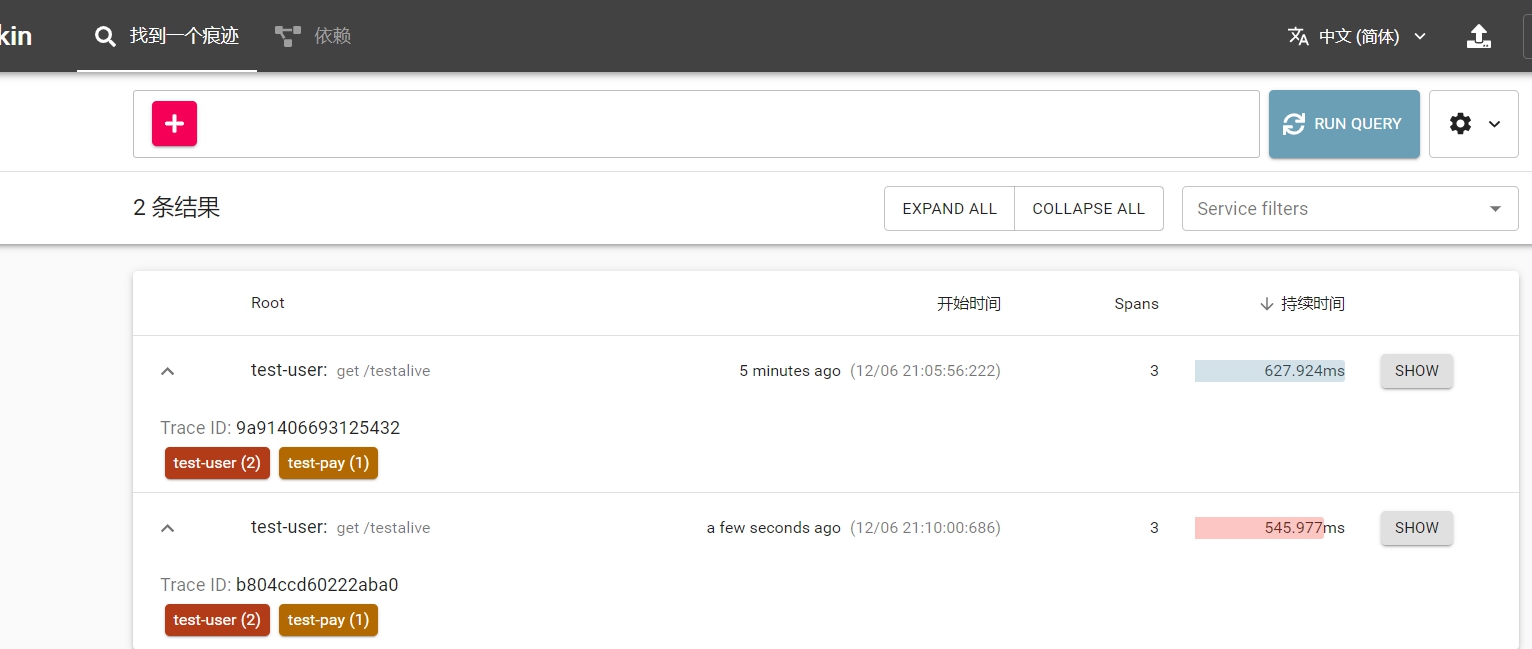 kin 找到一个痕迹 依赖 中文 (简体)
RUN QUERY
2 条结果 EXPAND ALL COLLAPSE ALL Service filters
Root 开始时间 Spans 持续时间
test-user: get /testalive 5 minutes ago (12/06 21:05:56:222) 3 627.924ms SHOW
Trace ID: 9a91406693125432
test-user (2) test-pay (1)
test-user: get /testalive a few seconds ago (12/06 21:10:00:686) 3 545.977ms SHOW
Trace ID: b804ccd60222aba0
test-user (2) test-pay (1)